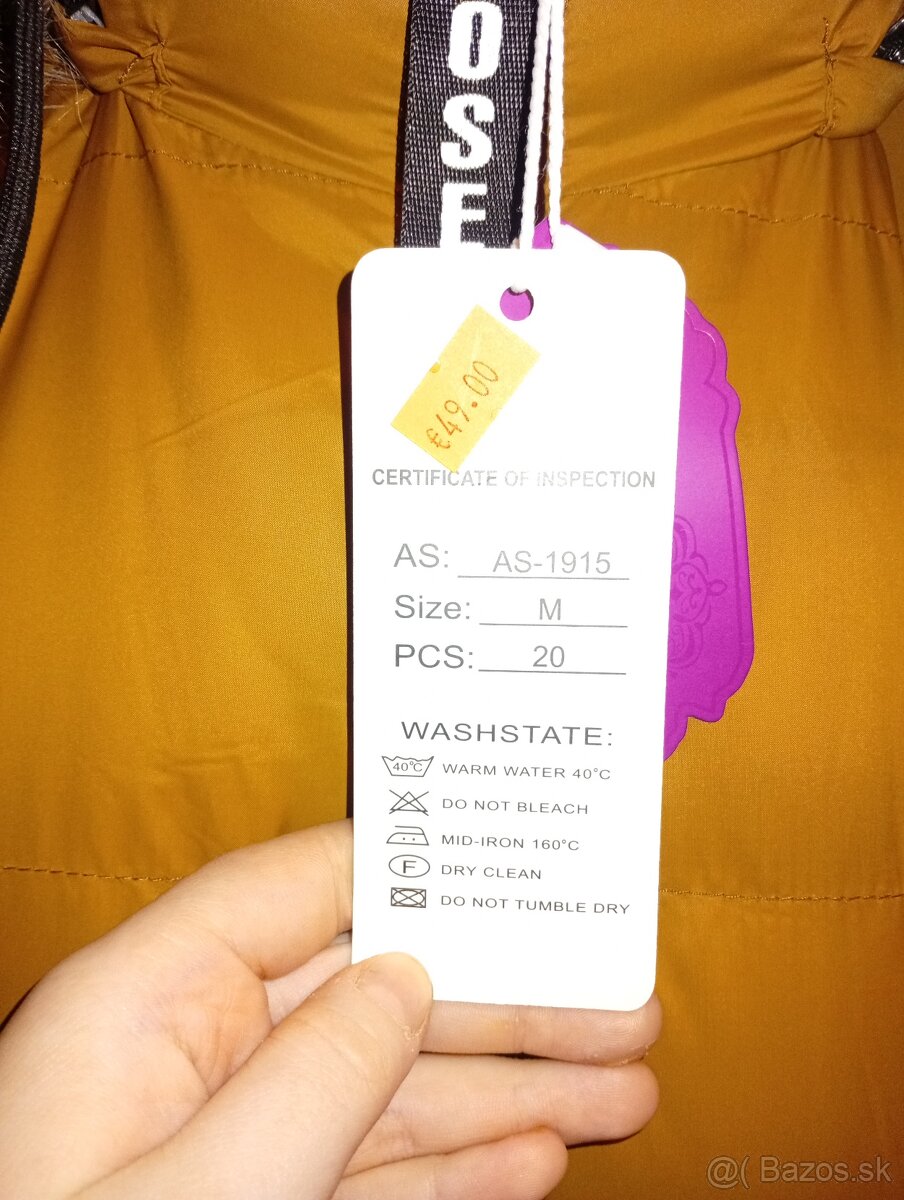 O
S
E
€49.00
CERTIFICATE OF INSPECTION
AS: AS-1915
Size: M
PCS: 20
WASHSTATE:
40°C WARM WATER 40°C
DO NOT BLEACH
MID-IRON 160°C
F DRY CLEAN
DO NOT TUMBLE DRY
@( Bazos.sk